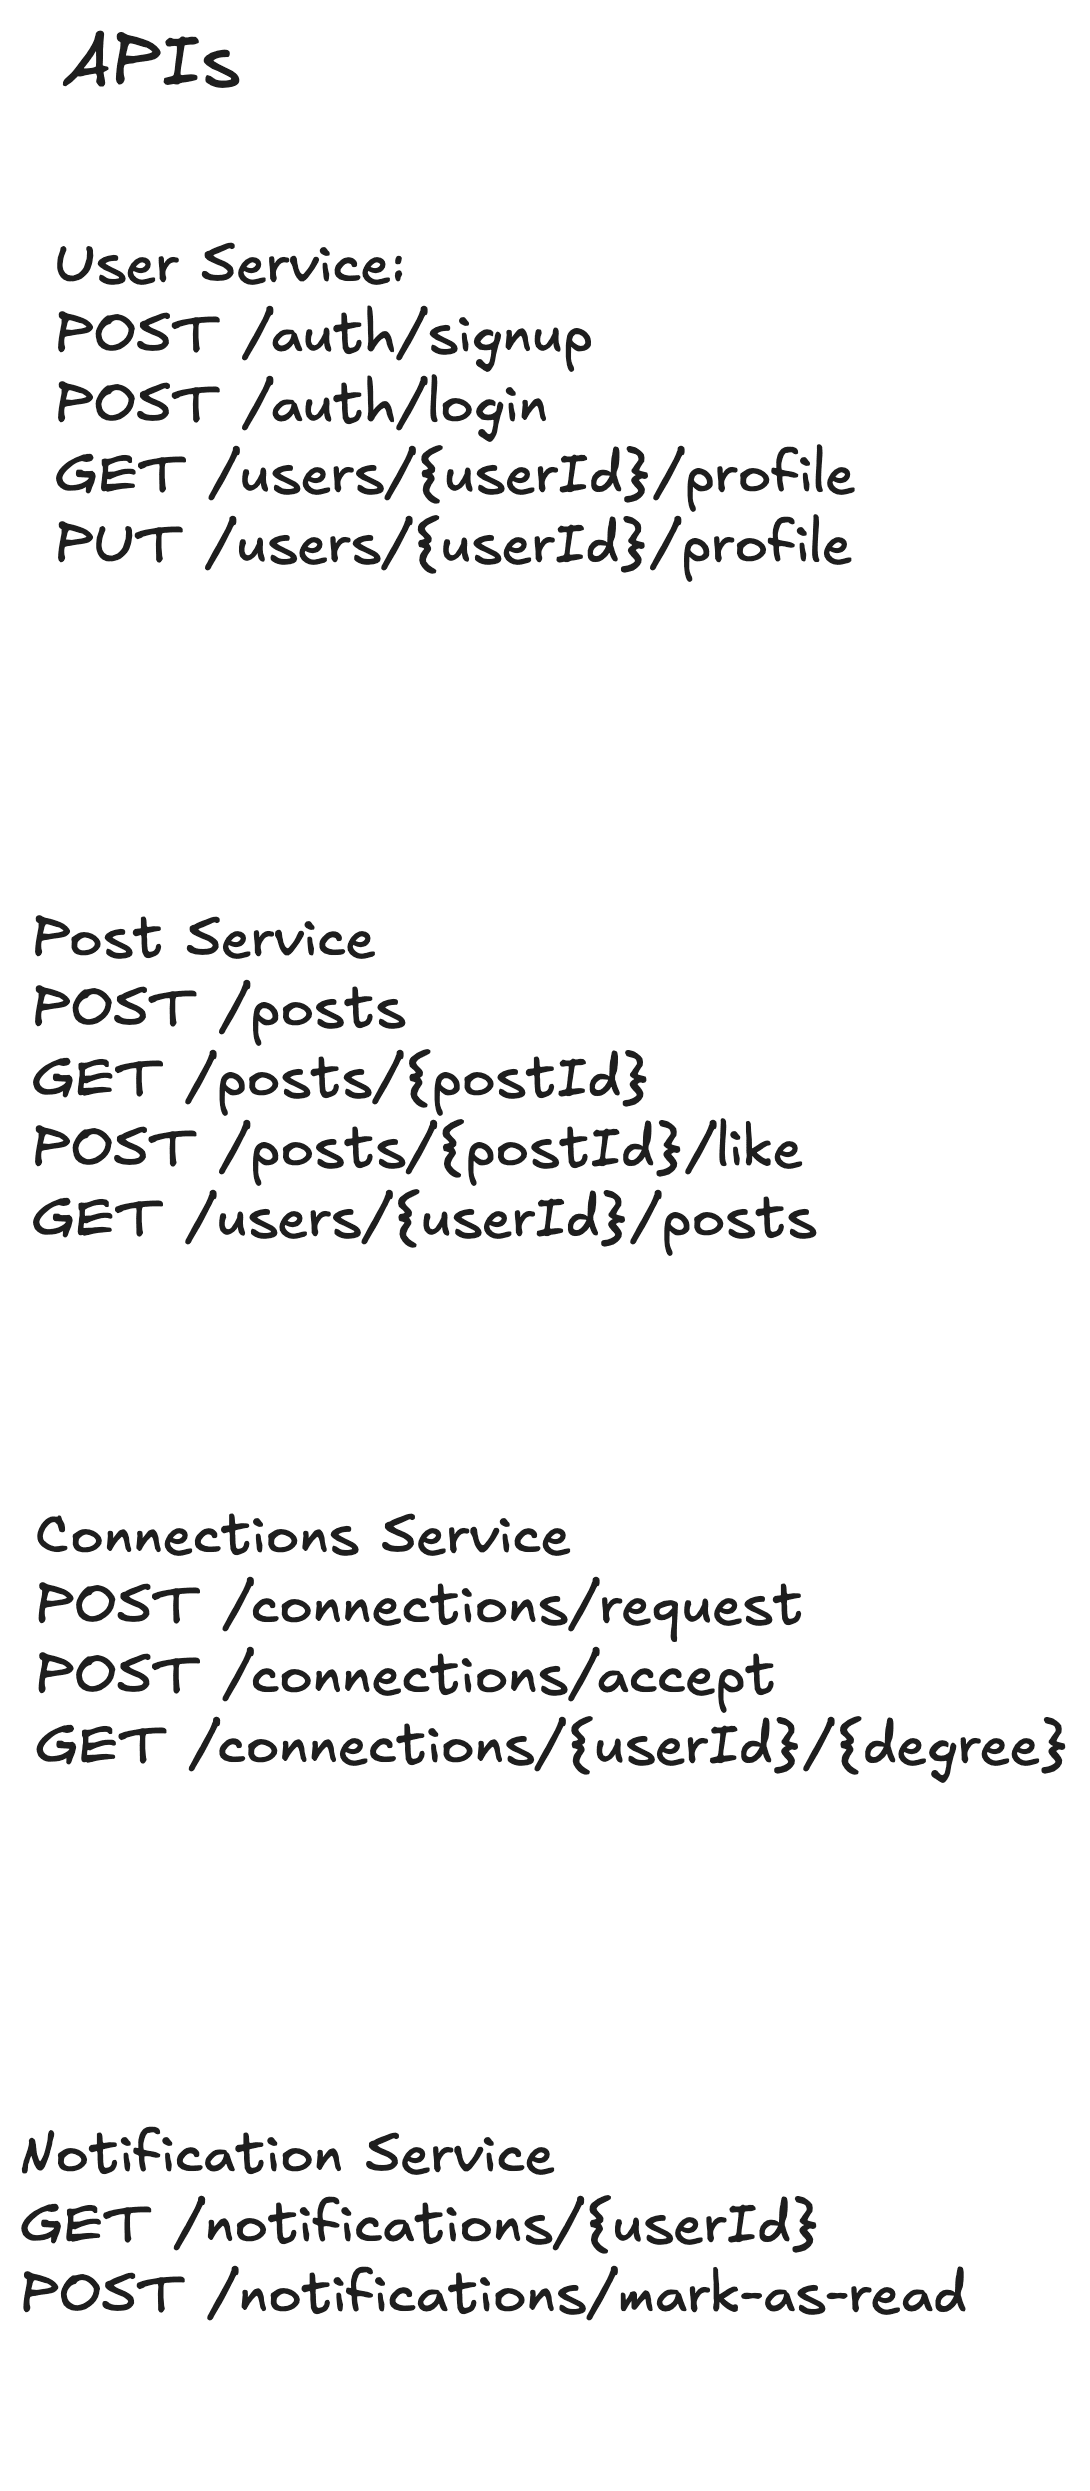 APIs
User Service:
POST /auth/signup
POST /auth/login
GET /users/{userId}/profile
PUT /users/{userId}/profile
Post Service
POST /posts
GET /posts/{postId}
POST /posts/{postId}/like
GET /users/{userId}/posts
Connections Service
POST /connections/request
POST /connections/accept
GET /connections/{userId}/{degree}
Notification Service
GET /notifications/{userId}
POST /notifications/mark-as-read